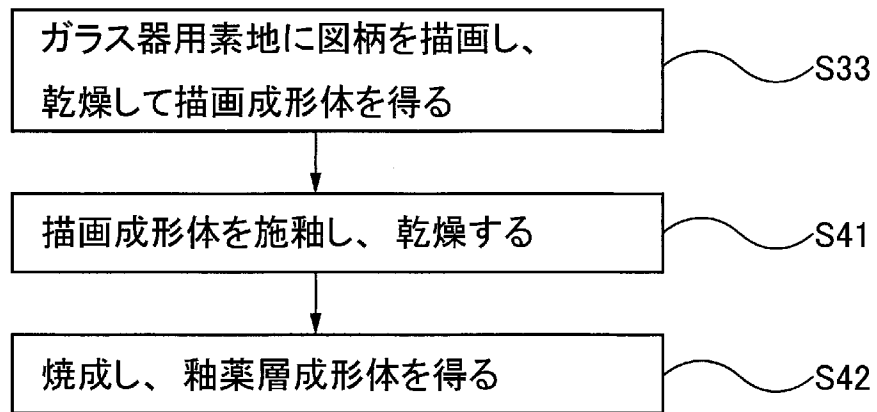 ガラス器用素地に図柄を描画し、
乾燥して描画成形体を得る
S33
描画成形体を施釉し、乾燥する
S41
焼成し、釉薬層成形体を得る
S42